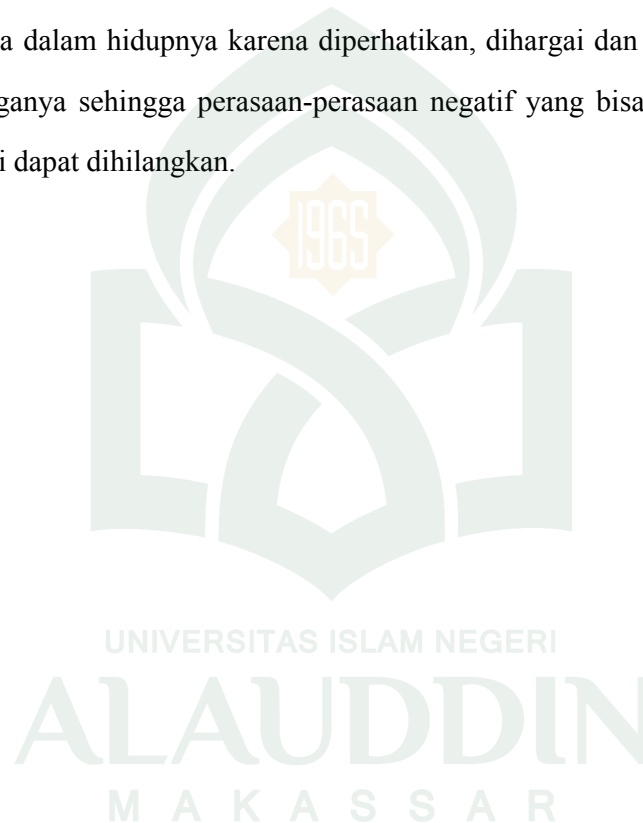 a dalam hidupnya karena diperhatikan, dihargai dan
ganya sehingga perasaan-perasaan negatif yang bisa
i dapat dihilangkan.
1965
UNIVERSITAS ISLAM NEGERI
ALAUDDIN
MAKASSAR